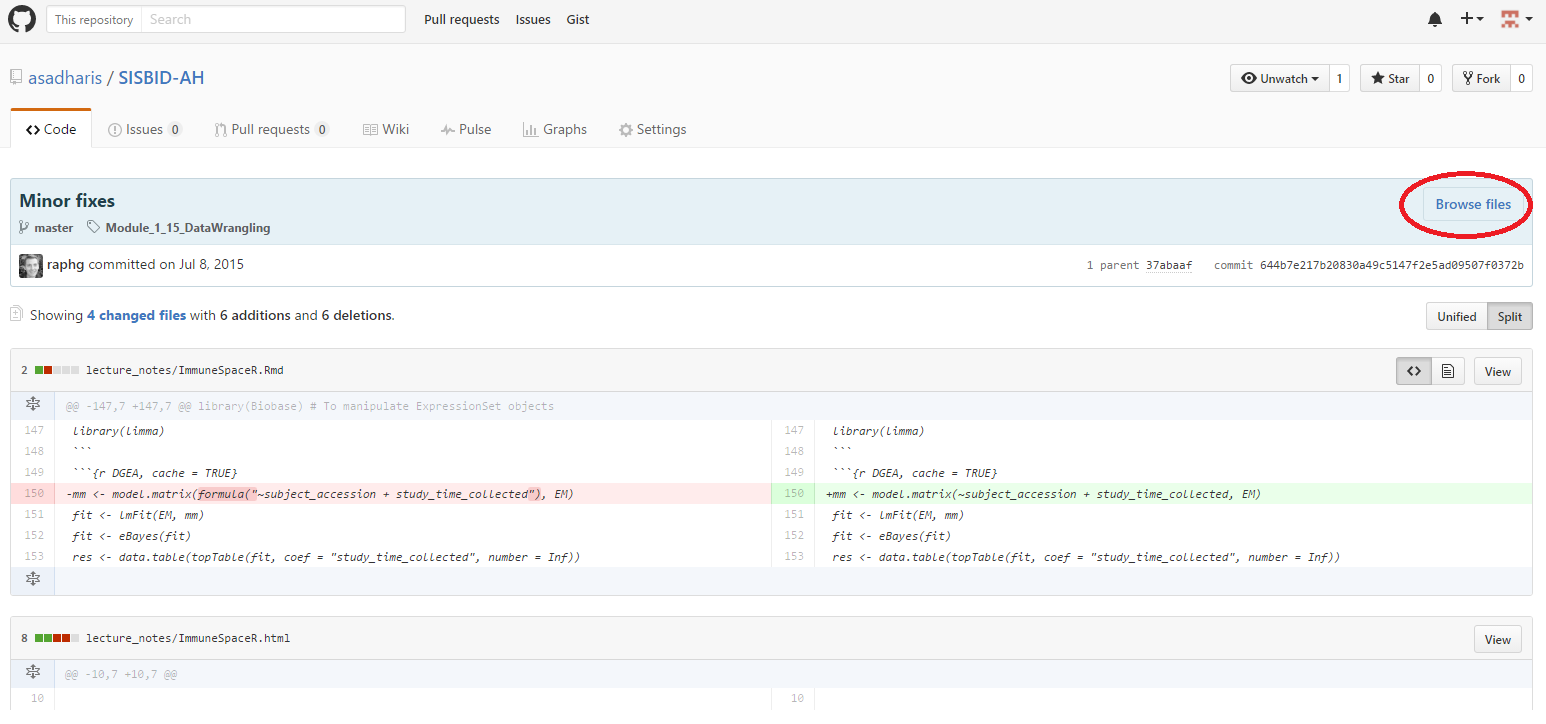 This repository Search Pull requests Issues Gist
asadharis / SISBID-AH Unwatch 1 Star 0 Fork 0
Code Issues 0 Pull requests 0 Wiki Pulse Graphs Settings
Minor fixes Browse files
master Module_1_15_DataWrangling
raphg committed on Jul 8, 2015 1 parent 37abaaf commit 644b7e217b20830a49c5147f2e5ad09507f0372b
Showing 4 changed files with 6 additions and 6 deletions. Unified Split
2 lecture_notes/ImmuneSpaceR.Rmd <> View
@@ -147,7 +147,7 @@ library(Biobase) # To manipulate ExpressionSet objects
147 library(limma) 147 library(limma)
148 ``` 148 ```
149 ```{r DGEA, cache = TRUE} 149 ```{r DGEA, cache = TRUE}
150 -mm <- model.matrix(formula("~subject_accession + study_time_collected"), EM) 150 +mm <- model.matrix(~subject_accession + study_time_collected, EM)
151 fit <- lmFit(EM, mm) 151 fit <- lmFit(EM, mm)
152 fit <- eBayes(fit) 152 fit <- eBayes(fit)
153 res <- data.table(topTable(fit, coef = "study_time_collected", number = Inf)) 153 res <- data.table(topTable(fit, coef = "study_time_collected", number = Inf))
8 lecture_notes/ImmuneSpaceR.html View
@@ -10,7 +10,7 @@
10 10